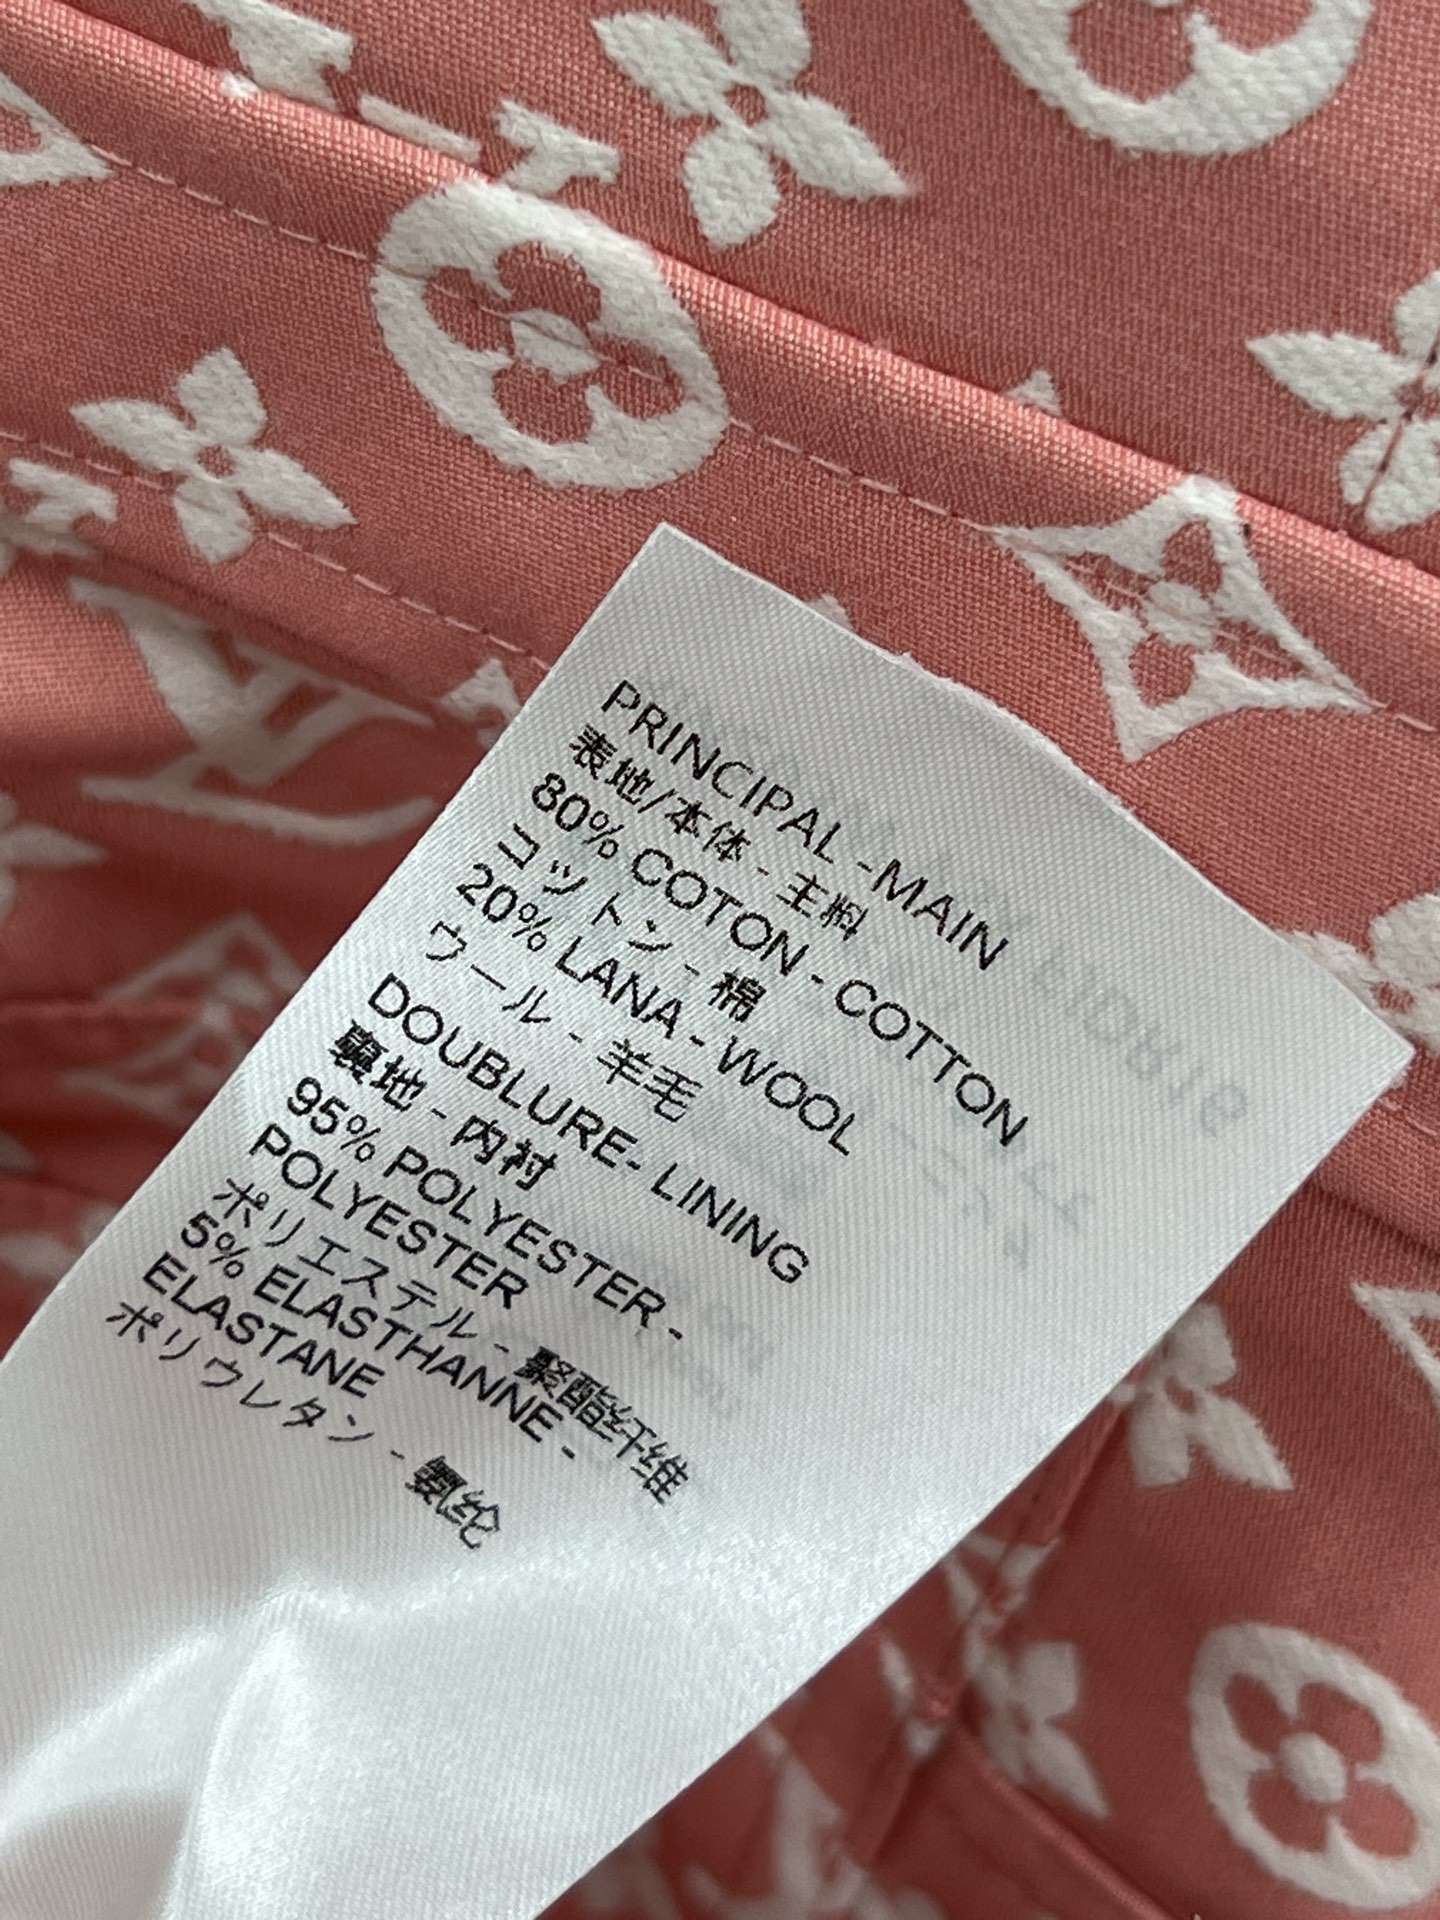 PRINCIPAL -MAIN
表地/本体 - 主料
80% COTON - COTTON
コットン - 棉
20% LANA - WOOL
ウール - 羊毛
DOUBLURE- LINING
裏地 - 内衬
95% POLYESTER -
POLYESTER
ポリエステル - 聚酯纤维
5% ELASTHANNE -
ELASTANE
ポリウレタン - 氨纶